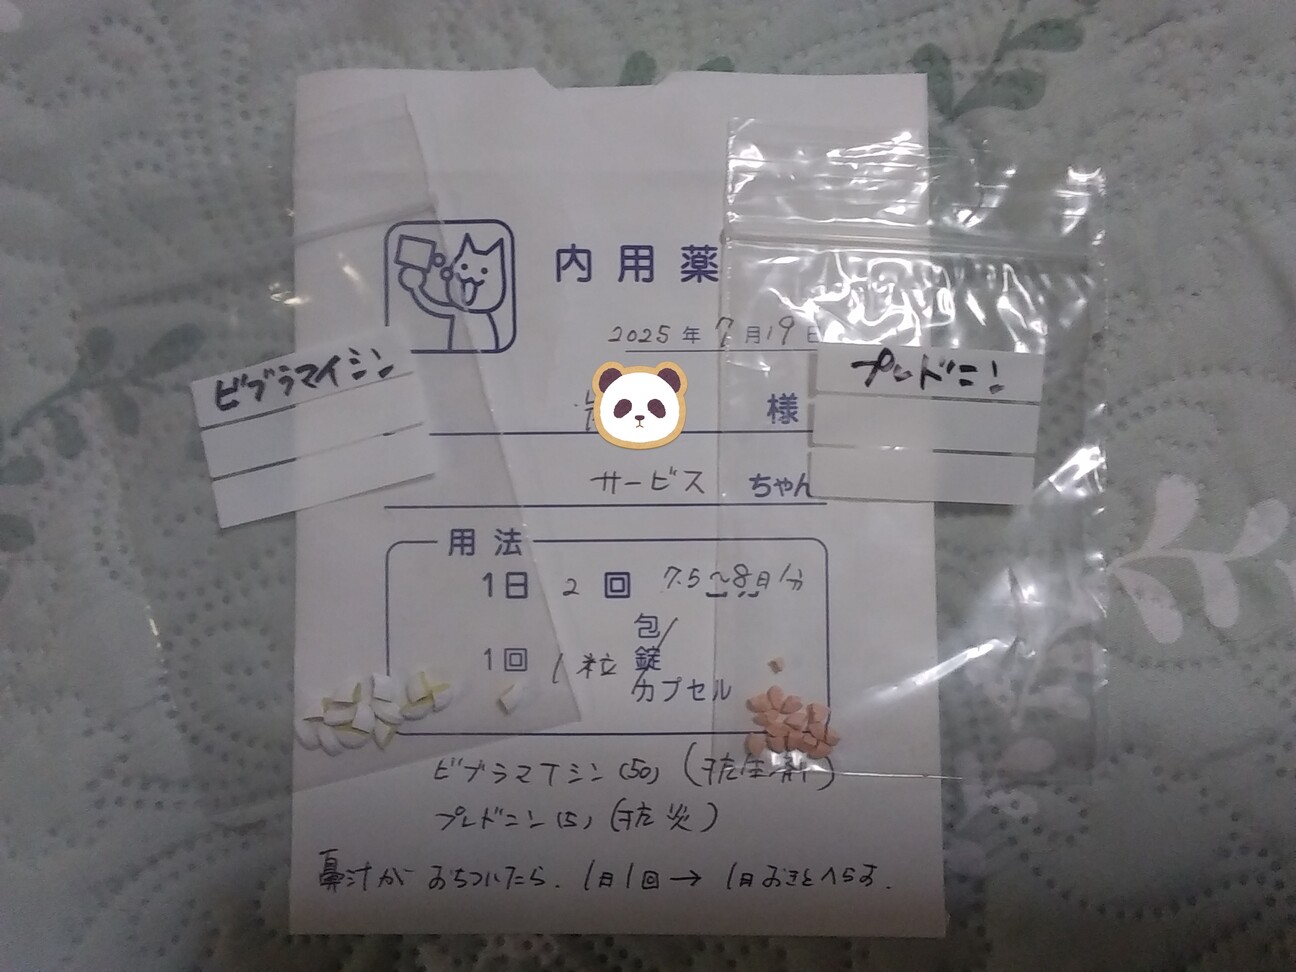 内用薬
2025年 7月19日
ビブラマイシン
プレドニン
様
サービス ちゃん
用法
1日 2 回 7.5~8日分
包
1回 1粒 錠
カプセル
ビブラマイシン(50) (抗生剤)
プレドニン(5) (抗炎)
鼻汁が おちついたら、1日1回→ 1日おきとへらす.